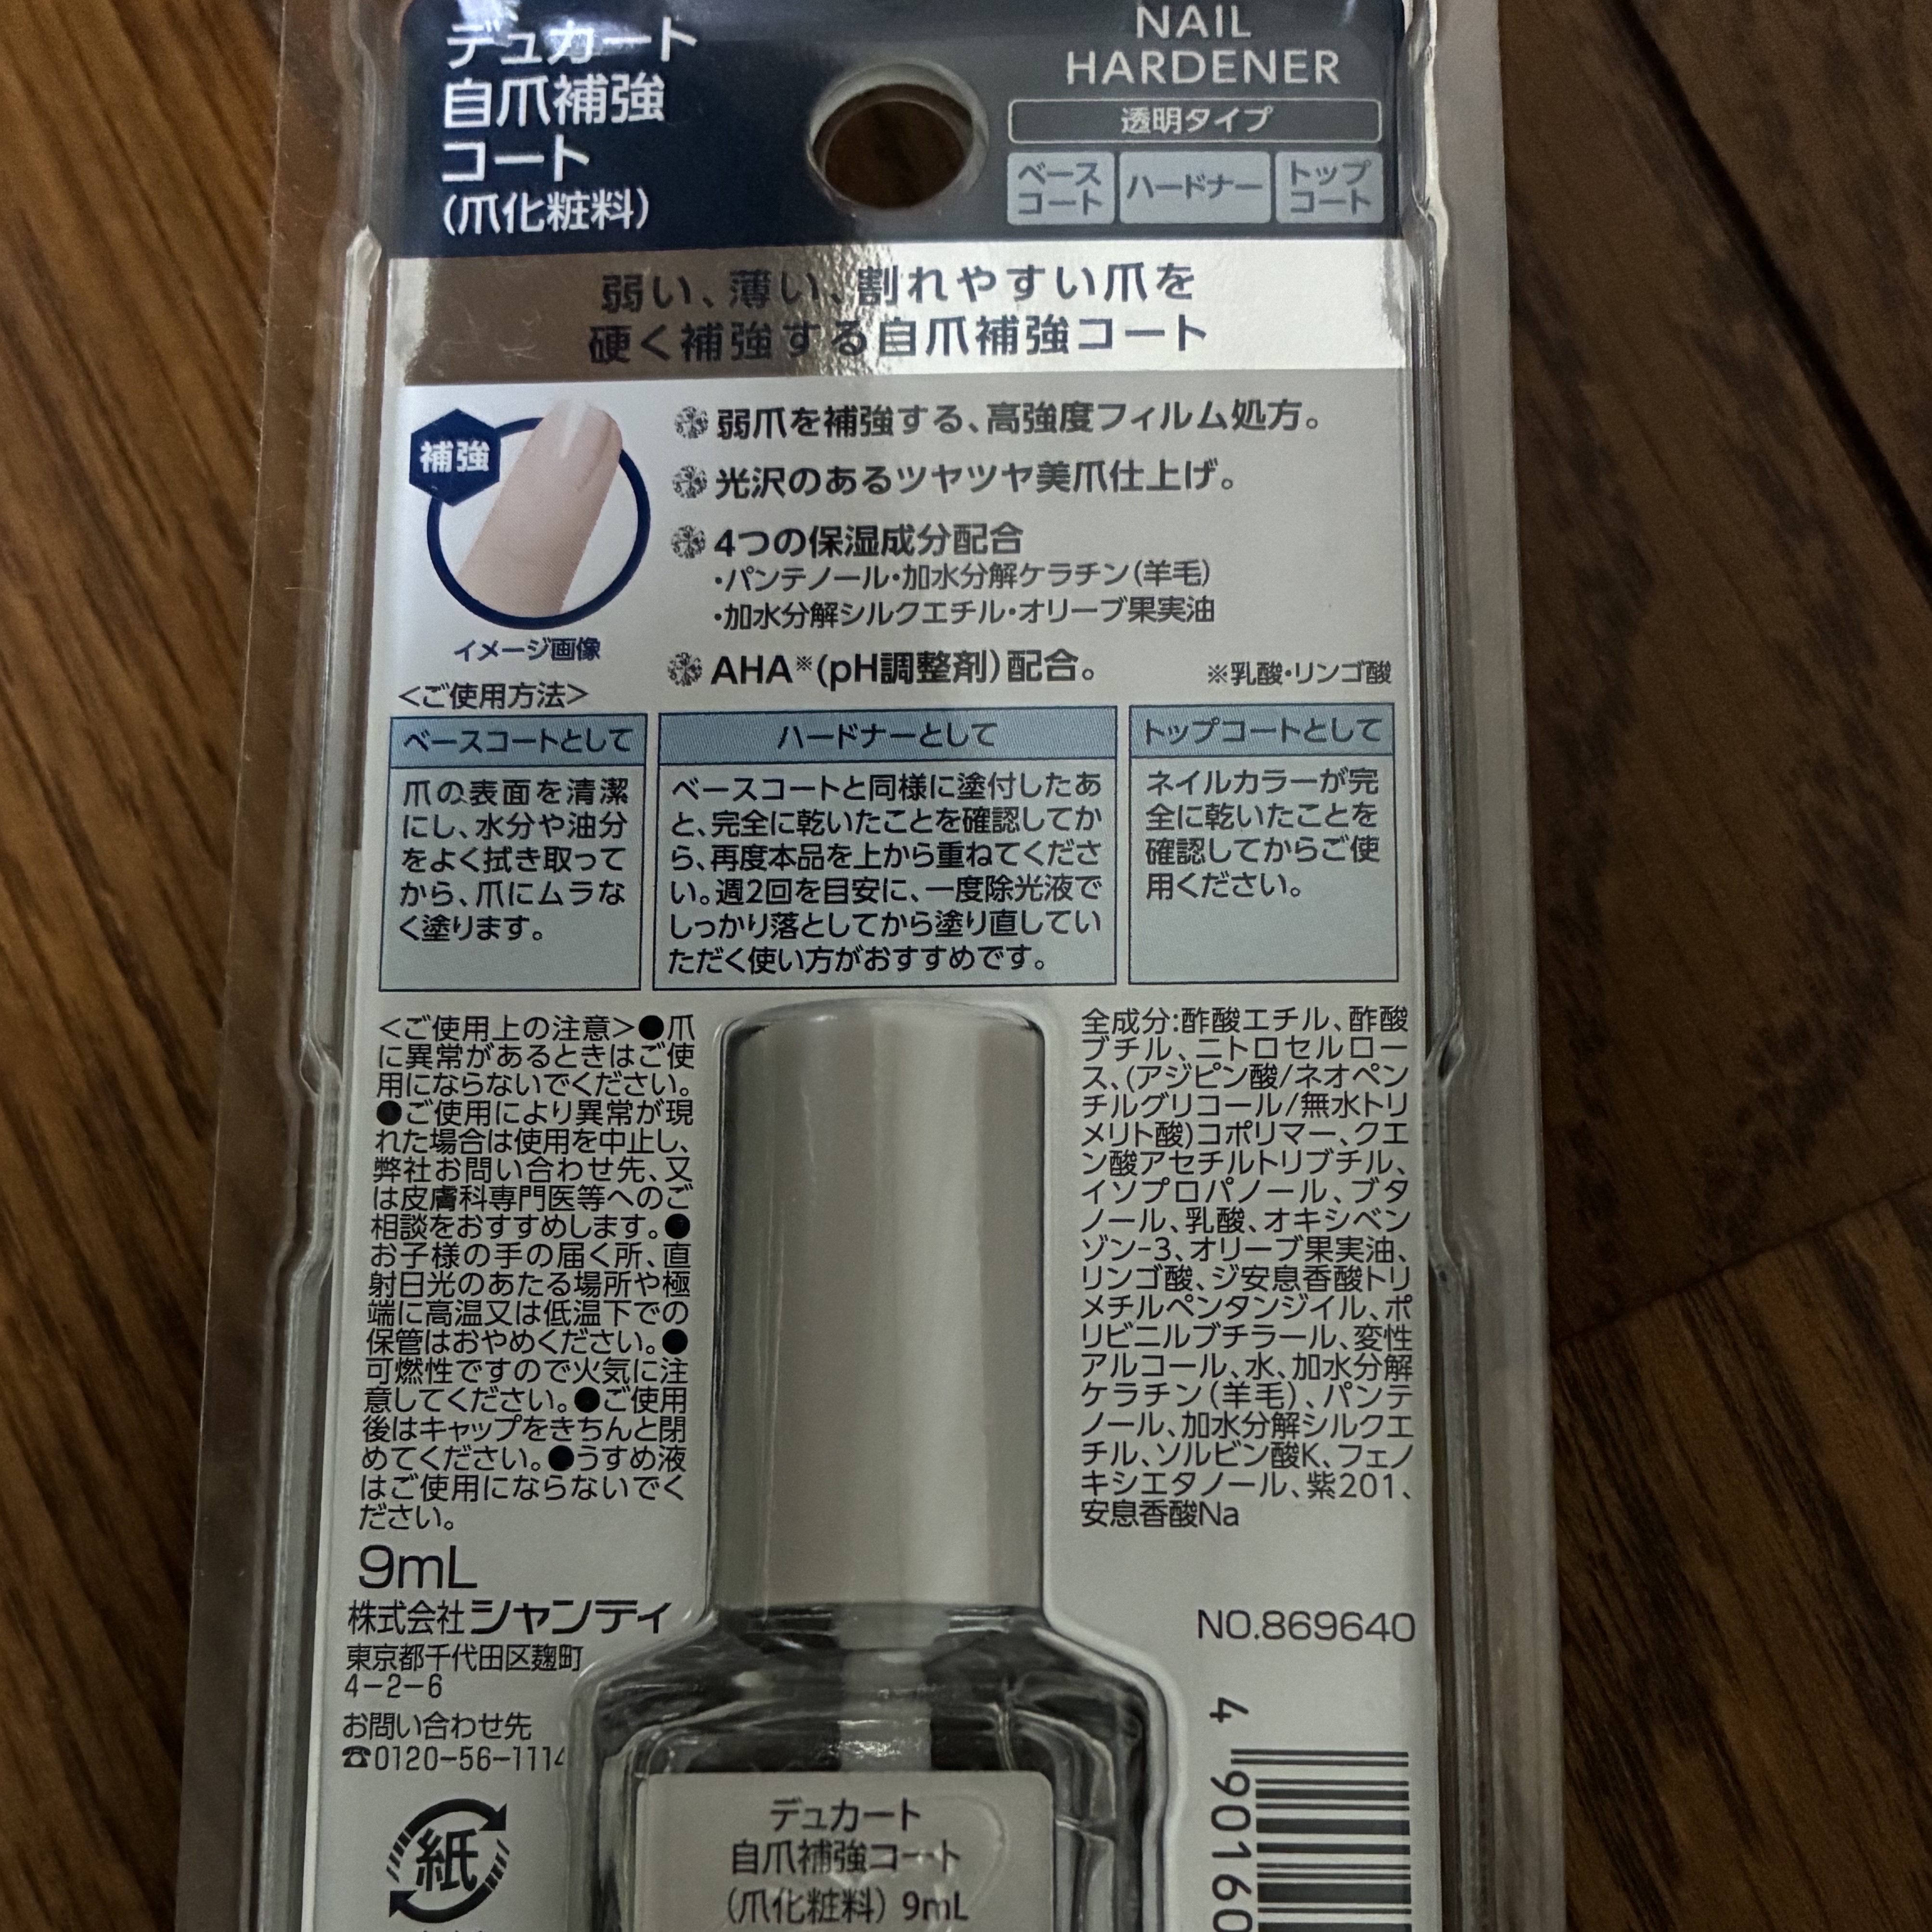 デュカート
自爪補強
コート
(爪化粧料)
NAIL
HARDENER
透明タイプ
ベース
コート
ハードナー
トップ
コート
弱い、薄い、割れやすい爪を
硬く補強する自爪補強コート
補強
イメージ画像
弱爪を補強する、高強度フィルム処方。
光沢のあるツヤツヤ美爪仕上げ。
4つの保湿成分配合
・パンテノール・加水分解ケラチン(羊毛)
・加水分解シルクエチル・オリーブ果実油
AHA※(pH調整剤)配合。
※乳酸・リンゴ酸
<ご使用方法>
ベースコートとして
爪の表面を清潔
にし、水分や油分
をよく拭き取って
から、爪にムラな
く塗ります。
ハードナーとして
ベースコートと同様に塗付したあ
と、完全に乾いたことを確認してか
ら、再度本品を上から重ねてくださ
い。週2回を目安に、一度除光液で
しっかり落としてから塗り直してい
ただく使い方がおすすめです。
トップコートとして
ネイルカラーが完
全に乾いたことを
確認してからご使
用ください。
<ご使用上の注意>●爪
に異常があるときはご使
用にならないでください。
●ご使用により異常が現
れた場合は使用を中止し、
弊社お問い合わせ先、又
は皮膚科専門医等へのご
相談をおすすめします。●
お子様の手の届く所、直
射日光のあたる場所や極
端に高温又は低温下での
保管はおやめください。●
可燃性ですので火気に注
意してください。●ご使用
後はキャップをきちんと閉
めてください。●うすめ液
はご使用にならないでく
ださい。
9mL
株式会社シャンティ
東京都千代田区麹町
4-2-6
お問い合わせ先
☎0120-56-1114
紙
全成分:酢酸エチル、酢酸
ブチル、ニトロセルロー
ス、(アジピン酸/ネオペン
チルグリコール/無水トリ
メリト酸)コポリマー、クエ
ン酸アセチルトリブチル、
イソプロパノール、ブタ
ノール、乳酸、オキシベン
ゾン-3、オリーブ果実油、
リンゴ酸、ジ安息香酸トリ
メチルペンタンジイル、ポ
リビニルブチラール、変性
アルコール、水、加水分解
ケラチン(羊毛)、パンテ
ノール、加水分解シルクエ
チル、ソルビン酸K、フェノ
キシエタノール、紫201、
安息香酸Na
NO.869640
4 90160
デュカート
自爪補強コート
(爪化粧料) 9mL